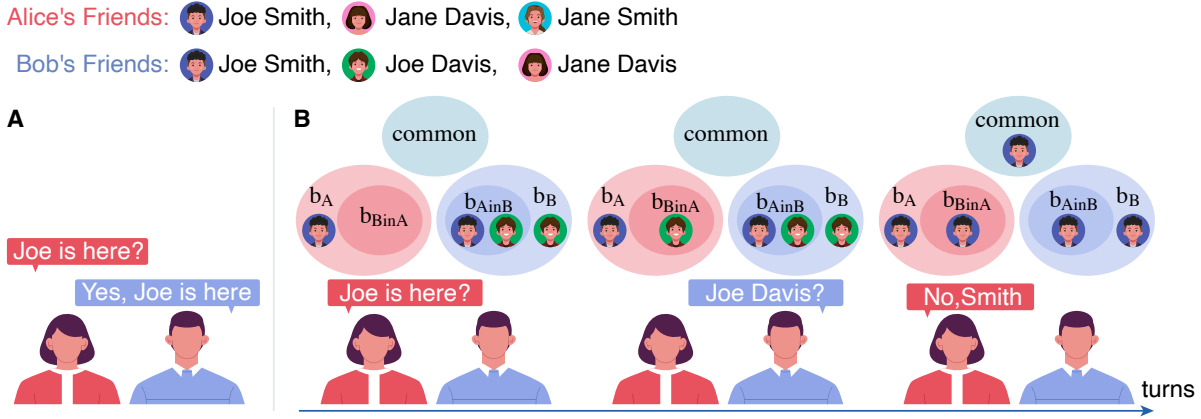 Alice's Friends: Joe Smith, Jane Davis, Jane Smith
Bob's Friends: Joe Smith, Joe Davis, Jane Davis
A
Joe is here?
Yes, Joe is here
B
common
bA
bBinA
bAinB
bB
Joe is here?
common
bA
bBinA
bAinB
bB
Joe Davis?
common
bA
bBinA
bAinB
bB
No,Smith
turns